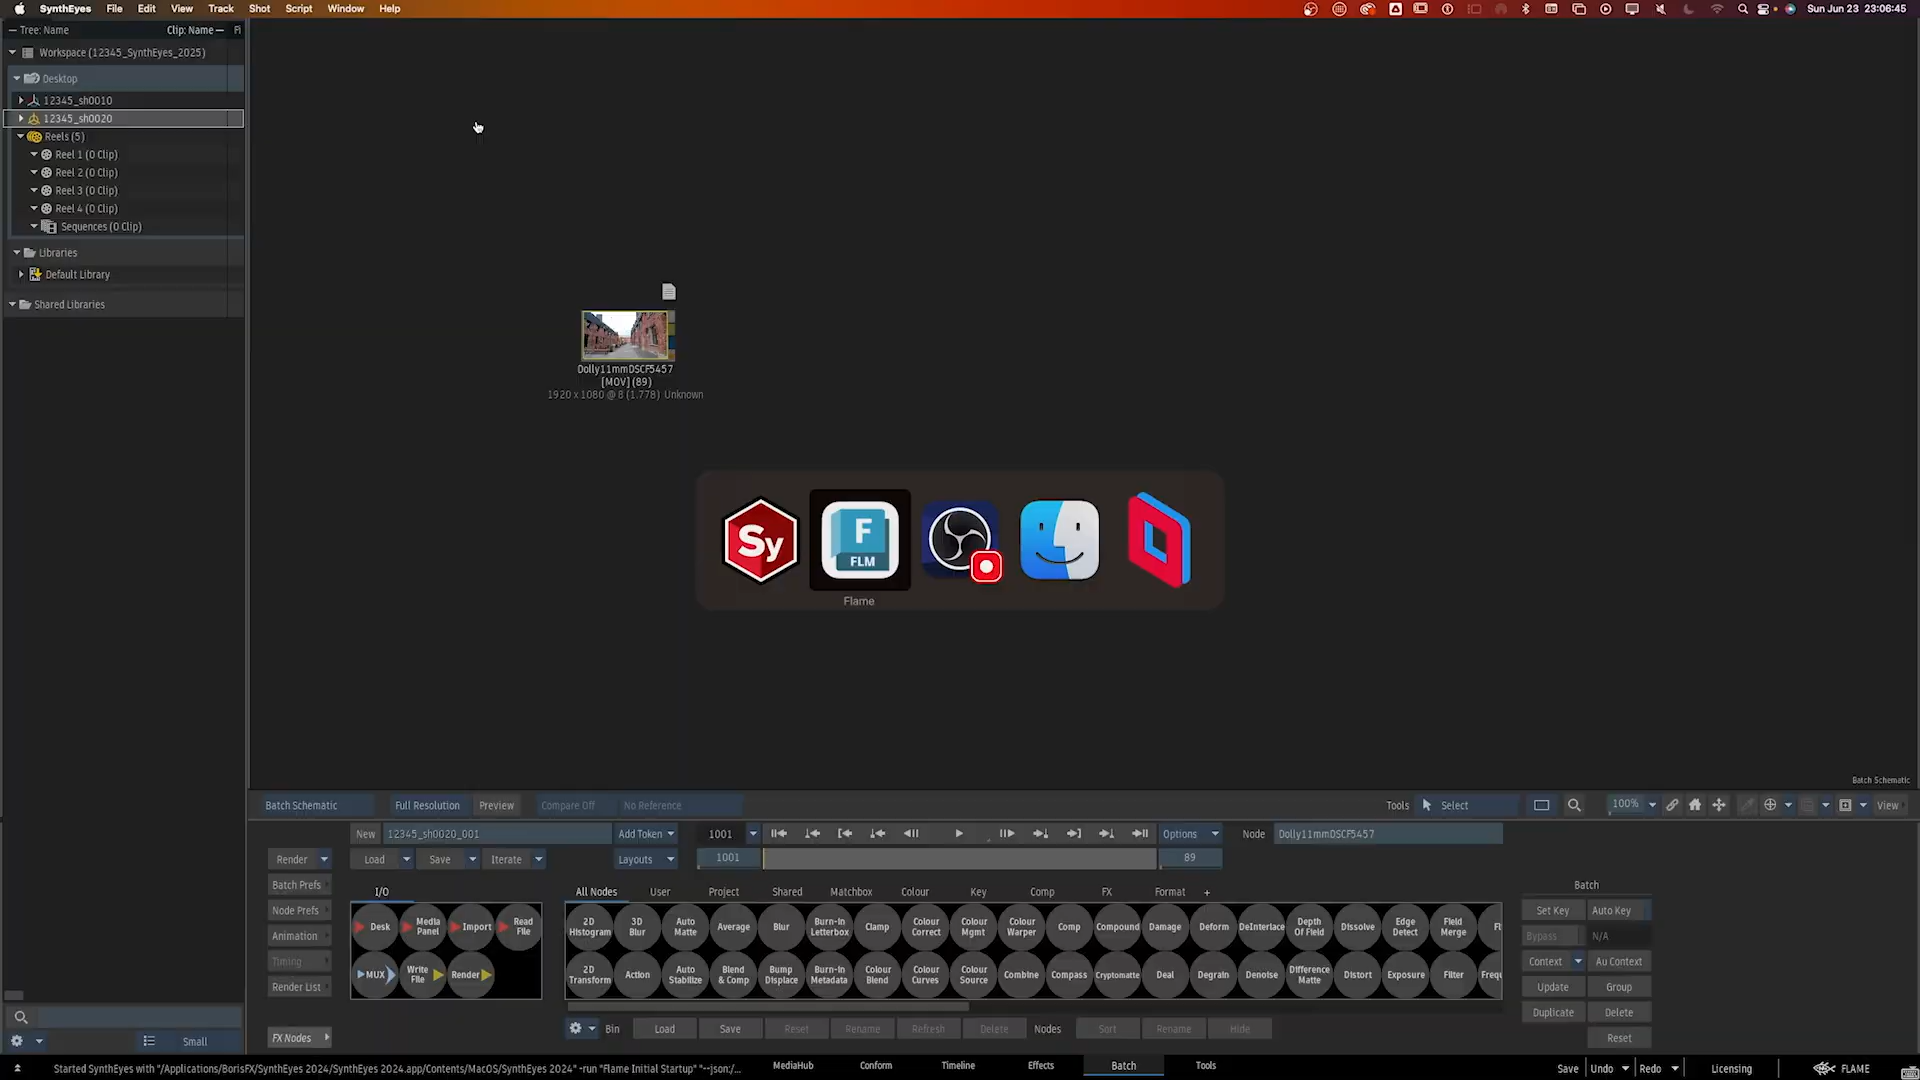 SynthEyes File Edit View Track Shot Script Window Help Sun Jun 23 23:06:45
Tree: Name Clip: Name Fi
Workspace (12345_SynthEyes_2025)
Desktop
12345_sh0010
12345_sh0020
Reels (5)
Reel 1 (0 Clip)
Reel 2 (0 Clip)
Reel 3 (0 Clip)
Reel 4 (0 Clip)
Sequences (0 Clip)
Libraries
Default Library
Shared Libraries
Dolly11mmDSCF5457
[MOV] (89)
1920 x 1080 @ 8 (1.778) Unknown
Sy F
FLM
Flame
Batch Schematic
Batch Schematic Full Resolution Preview Compare Off No Reference Tools Select 100% View
New 12345_sh0020_001 Add Token 1001 Options Node Dolly11mmDSCF5457
Render Load Save Iterate Layouts 1001 89
Batch Prefs I/O All Nodes User Project Shared Matchbox Colour Key Comp FX Format + Batch
Node Prefs Set Key Auto Key
Desk Media Panel Import Read File 2D Histogram 3D Blur Auto Matte Average Blur Burn-In Letterbox Clamp Colour Correct Colour Mgmt Colour Warper Comp Compound Damage Deform DeInterlace Depth Of Field Dissolve Edge Detect Field Merge Fl
Animation Bypass N/A
Timing Context Au Context
MUX Write File Render 2D Transform Action Auto Stabilize Blend & Comp Bump Displace Burn-In Metadata Colour Blend Colour Curves Colour Source Combine Compass Cryptomatte Deal Degrain Denoise Difference Matte Distort Exposure Filter Frequ
Render List Update Group
Duplicate Delete
FX Nodes Bin Load Save Reset Rename Refresh Delete Nodes Sort Rename Hide Reset
Small
Started SynthEyes with "/Applications/BorisFX/SynthEyes 2024/SynthEyes 2024.app/Contents/MacOS/SynthEyes 2024" -run "Flame Initial Startup" "--json:/... MediaHub Conform Timeline Effects Batch Tools Save Undo Redo Licensing FLAME